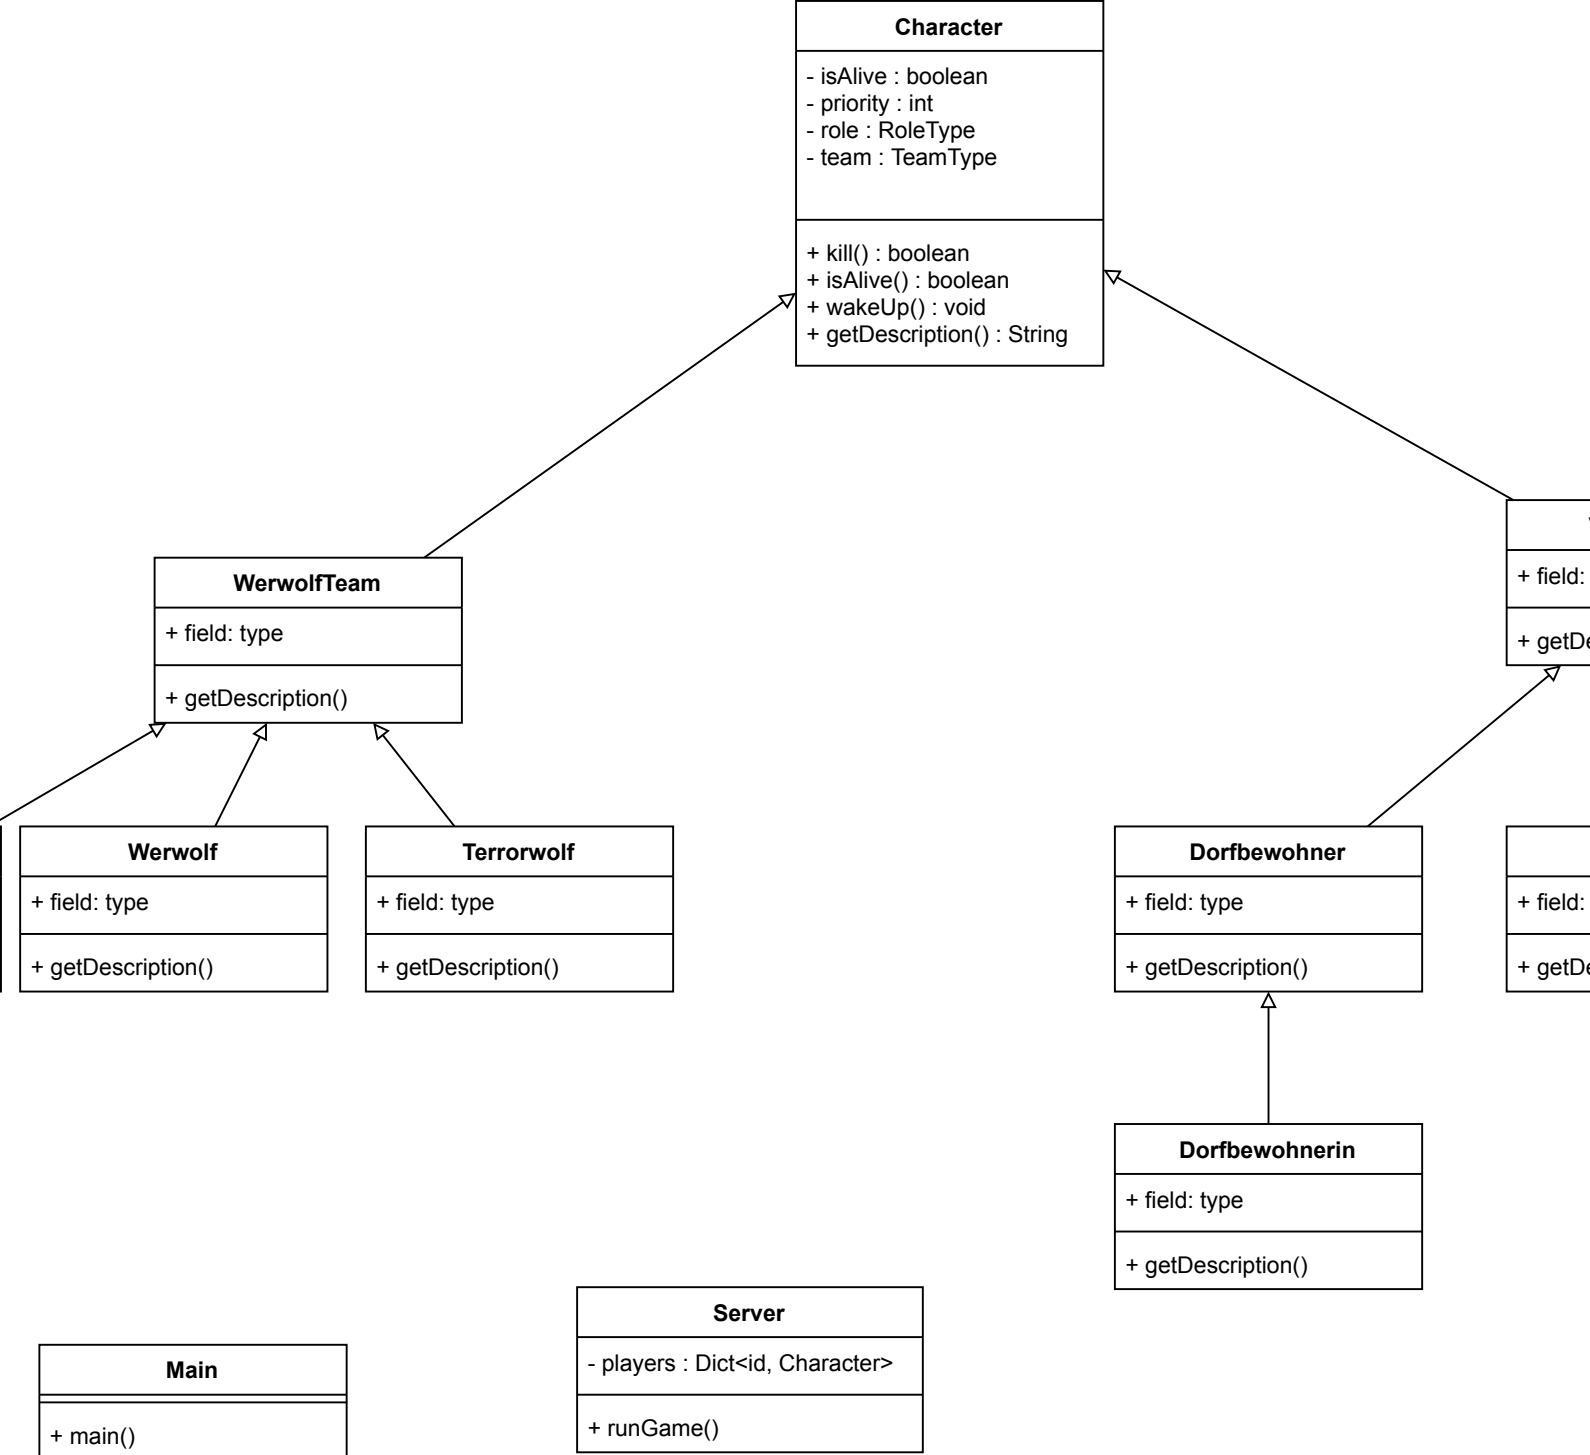 Character
- isAlive : boolean
- priority : int
- role : RoleType
- team : TeamType
+ kill() : boolean
+ isAlive() : boolean
+ wakeUp() : void
+ getDescription() : String
WerwolfTeam
+ field: type
+ getDescription()
+ field:
Werwolf
+ field: type
+ getDescription()
Terrorwolf
+ field: type
+ getDescription()
Dorfbewohner
+ field: type
+ getDescription()
+ field:
Dorfbewohnerin
+ field: type
+ getDescription()
Server
- players : Dict<id, Character>
+ runGame()
Main
+ main()